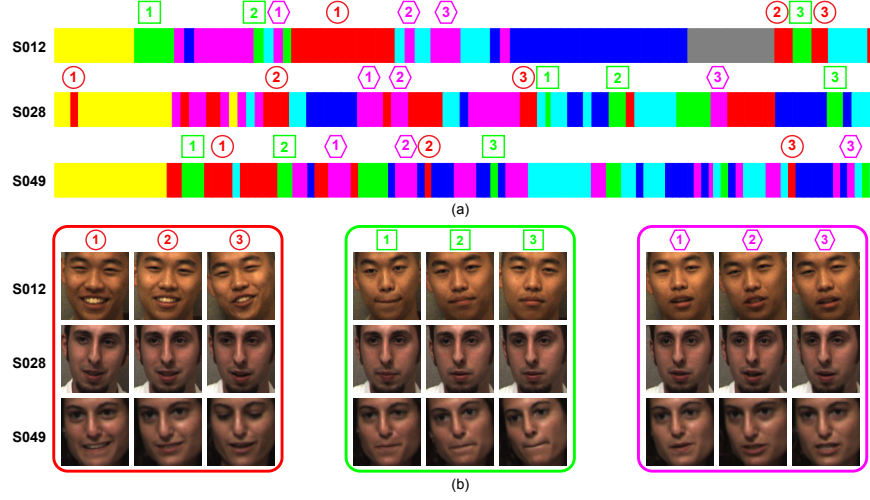 1 2 1 1 2 3 2 3 3
S012
1 2 1 2 3 1 2 3 3
S028
1 1 2 1 2 2 3 3 3
S049
(a)
1 2 3 1 2 3 1 2 3
S012
S028
S049
(b)